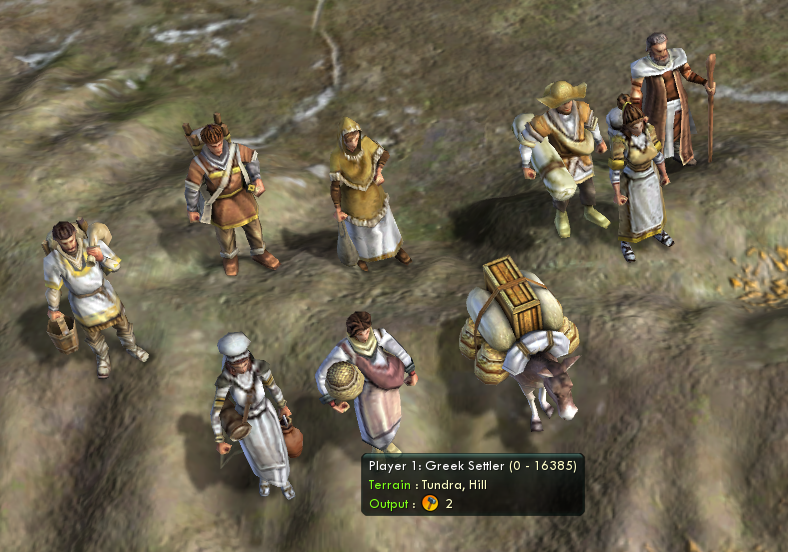 Player 1: Greek Settler (0 - 16385)
Terrain : Tundra, Hill
Output : 2